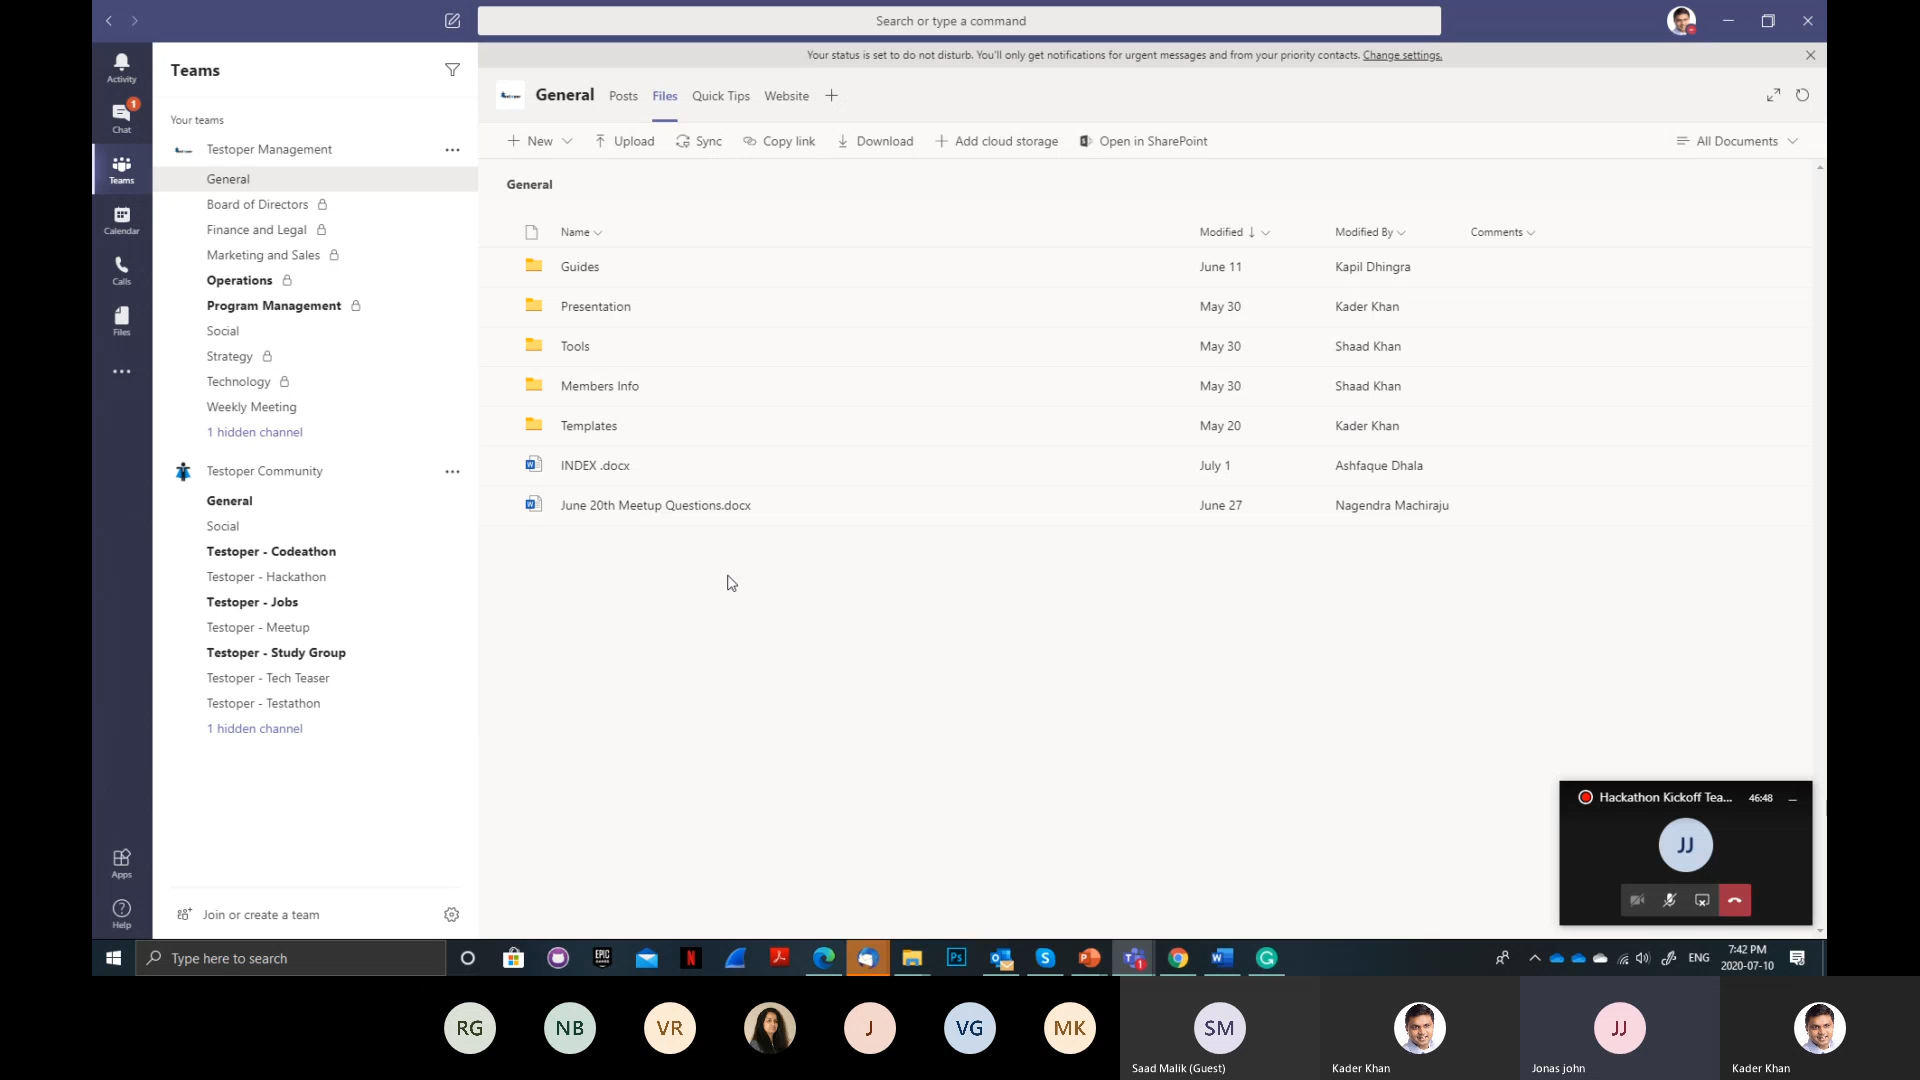 Search or type a command
Your status is set to do not disturb. You'll only get notifications for urgent messages and from your priority contacts. Change settings.
Activity
Chat
1
Teams
Calendar
Calls
Files
Apps
Help
Teams
Your teams
Testoper Management
General
Board of Directors
Finance and Legal
Marketing and Sales
Operations
Program Management
Social
Strategy
Technology
Weekly Meeting
1 hidden channel
Testoper Community
General
Social
Testoper - Codeathon
Testoper - Hackathon
Testoper - Jobs
Testoper - Meetup
Testoper - Study Group
Testoper - Tech Teaser
Testoper - Testathon
1 hidden channel
Join or create a team
General Posts Files Quick Tips Website
New Upload Sync Copy link Download Add cloud storage Open in SharePoint All Documents
General
Name Modified Modified By Comments
Guides June 11 Kapil Dhingra
Presentation May 30 Kader Khan
Tools May 30 Shaad Khan
Members Info May 30 Shaad Khan
Templates May 20 Kader Khan
INDEX .docx July 1 Ashfaque Dhala
June 20th Meetup Questions.docx June 27 Nagendra Machiraju
Hackathon Kickoff Tea... 46:48
JJ
Type here to search
EPIC
N
Ps
S
P
1
W
G
ENG
7:42 PM
2020-07-10
RG NB VR J VG MK SM JJ
Saad Malik (Guest) Kader Khan Jonas john Kader Khan